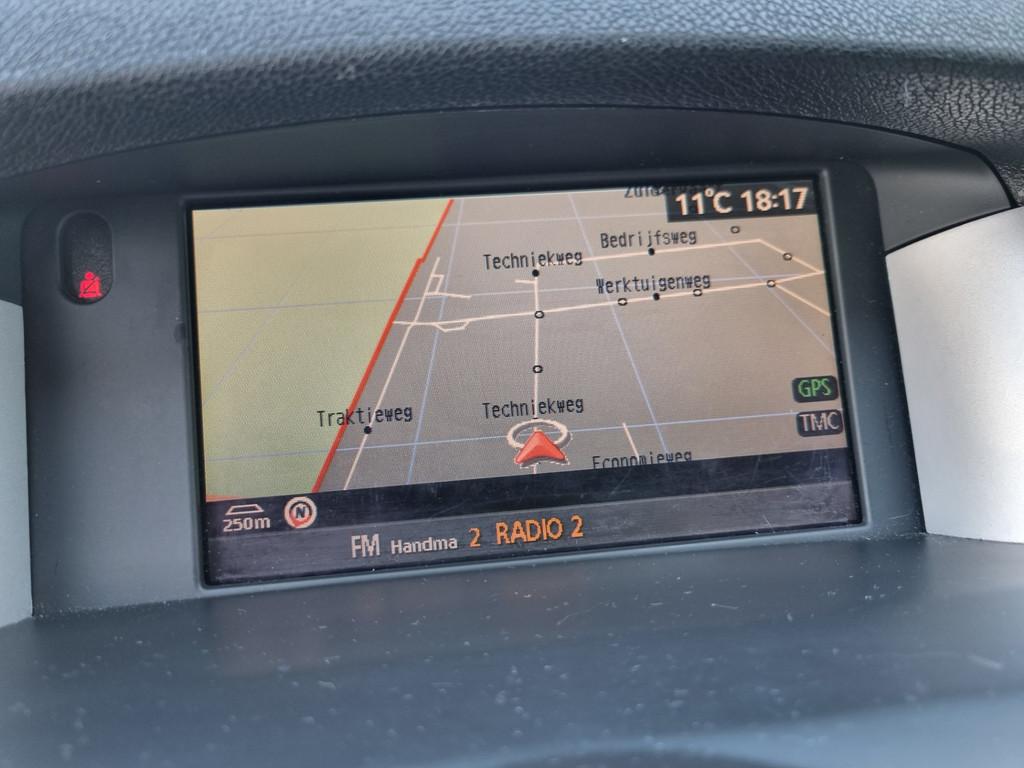 11°C 18:17
Bedrijfsweg
Techniekweg
Werktuigenweg
GPS
Traktieweg
Techniekweg
TMC
Economieweg
250m
N
FM Handma 2 RADIO 2